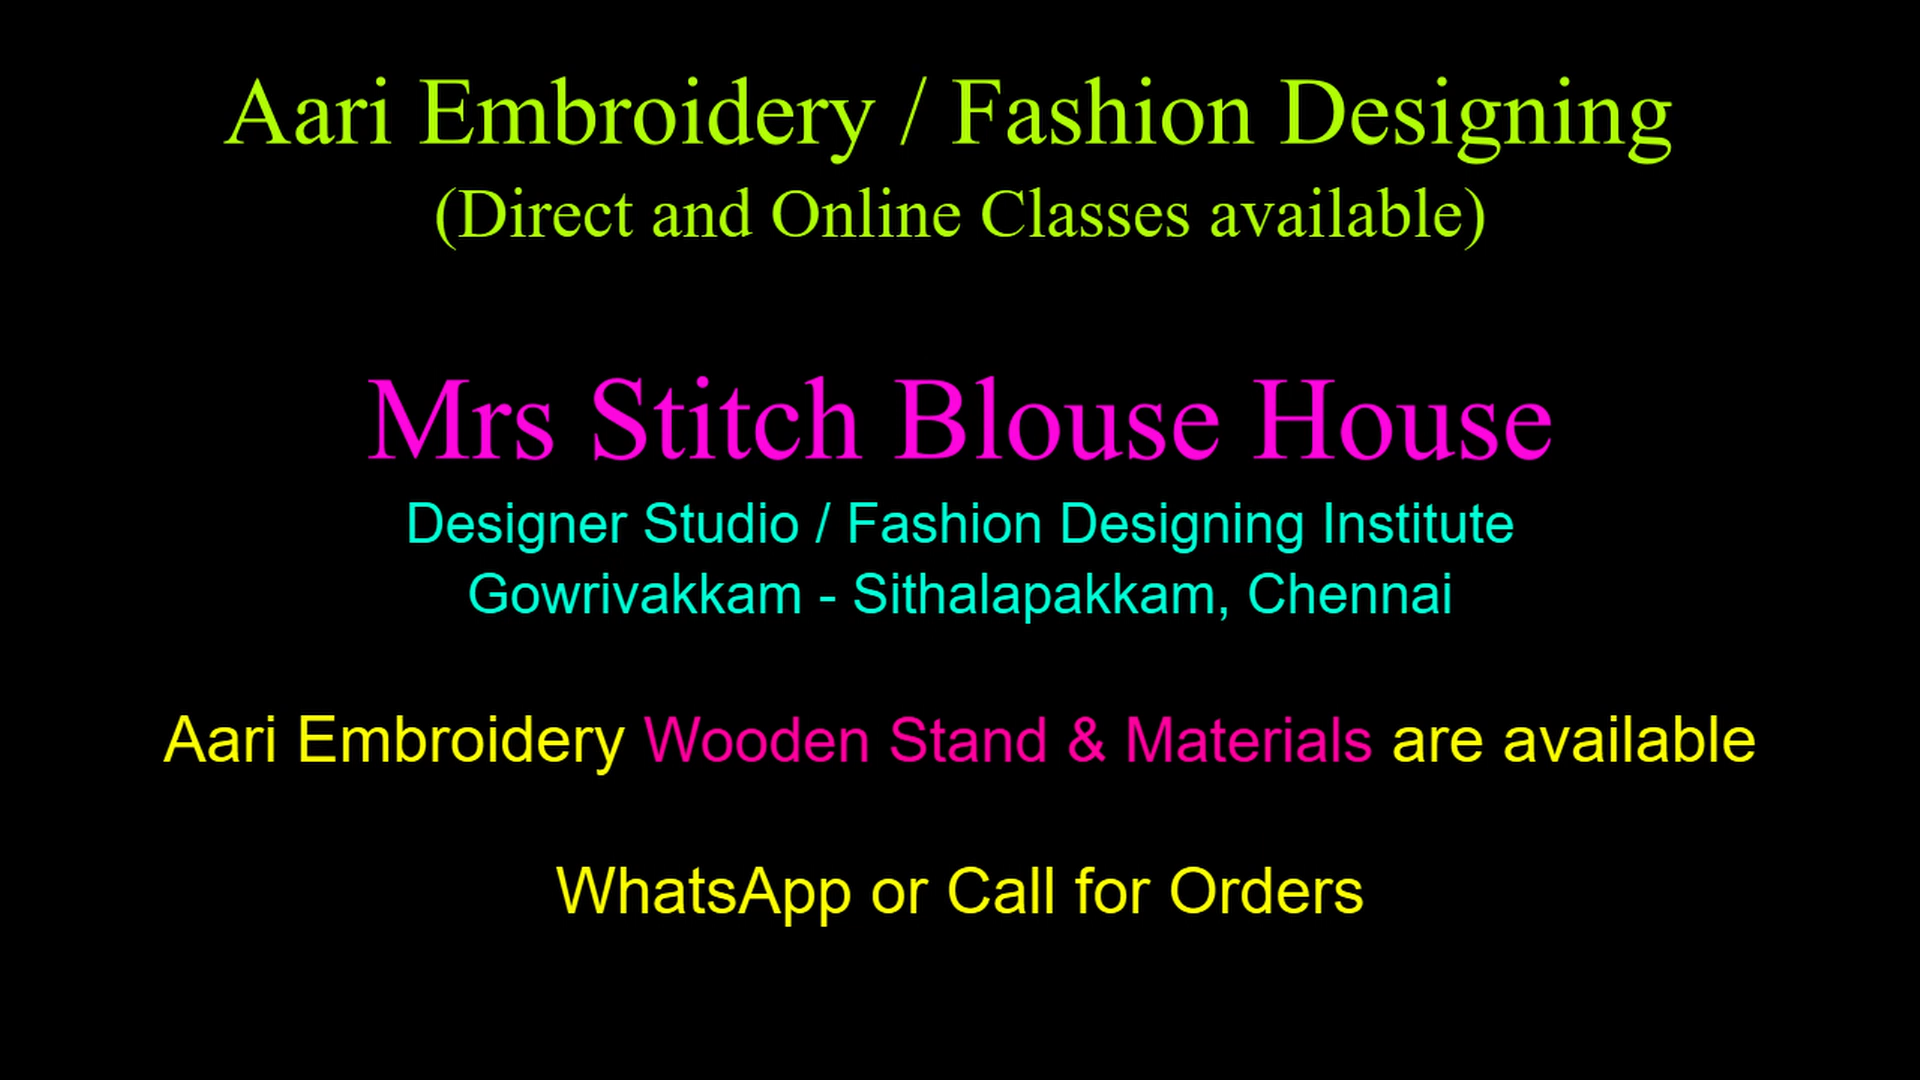 Aari Embroidery / Fashion Designing
(Direct and Online Classes available)
Mrs Stitch Blouse House
Designer Studio / Fashion Designing Institute
Gowrivakkam - Sithalapakkam, Chennai
Aari Embroidery Wooden Stand & Materials are available
WhatsApp or Call for Orders